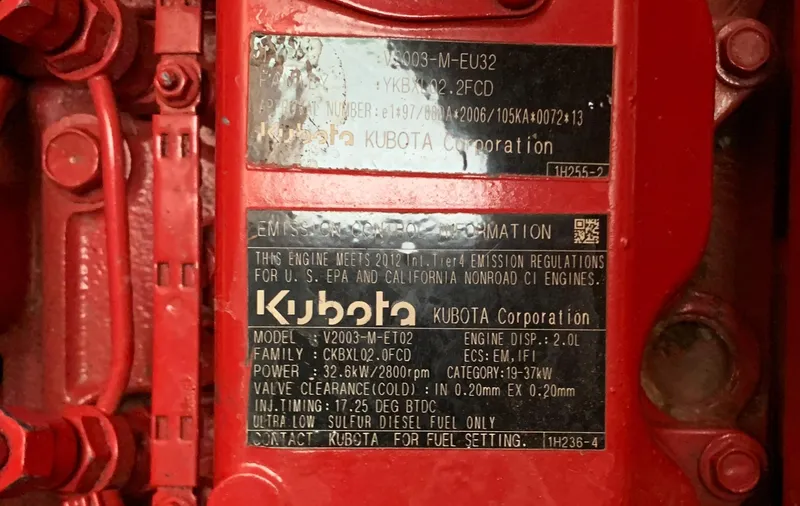 V2003-M-EU32
YKBXL02.2FCD
NUMBER:e1*97/68DA*2006/105KA*0072*13
Kubota KUBOTA Corporation
1H255-2
EMISSION CONTROL INFORMATION
THIS ENGINE MEETS 2012 Int.Tier4 EMISSION REGULATIONS
FOR U. S. EPA AND CALIFORNIA NONROAD CI ENGINES.
Kubota KUBOTA Corporation
MODEL : V2003-M-ET02 ENGINE DISP.: 2.0L
FAMILY : CKBXL02.0FCD ECS: EM,IFI
POWER : 32.6kW/2800rpm CATEGORY: 19-37kW
VALVE CLEARANCE(COLD) : IN 0.20mm EX 0.20mm
INJ.TIMING: 17.25 DEG BTDC
ULTRA LOW SULFUR DIESEL FUEL ONLY
CONTACT KUBOTA FOR FUEL SETTING. 1H236-4